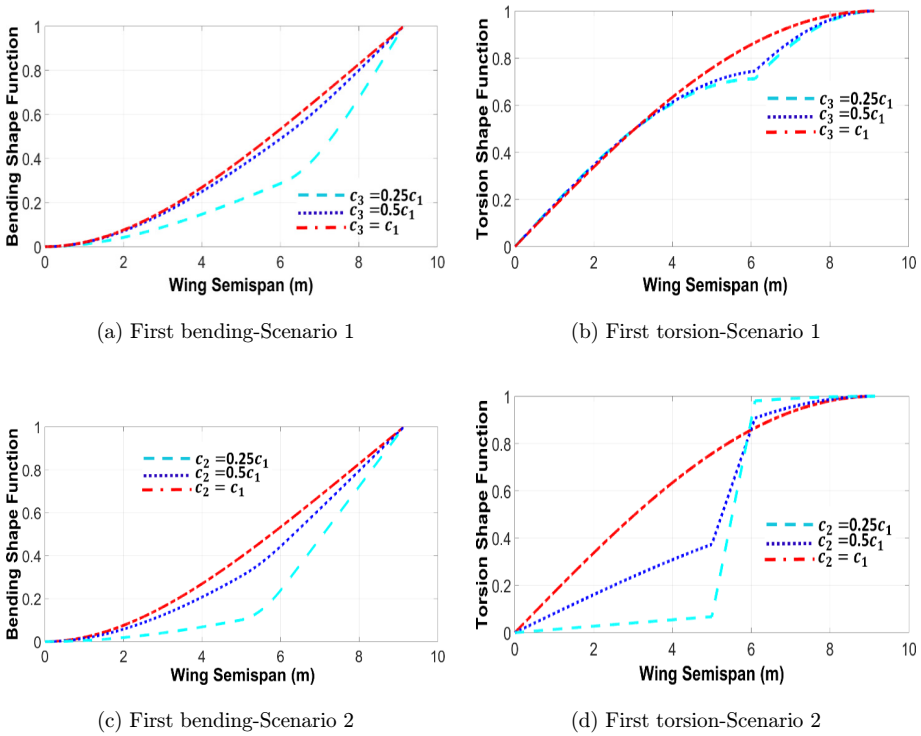 Bending Shape Function
1
0.8
0.6
0.4
0.2
0
0 2 4 6 8 10
Wing Semispan (m)
c3 =0.25c1
c3 =0.5c1
c3 = c1
(a) First bending-Scenario 1
Torsion Shape Function
1
0.8
0.6
0.4
0.2
0
0 2 4 6 8 10
Wing Semispan (m)
c3 =0.25c1
c3 =0.5c1
c3 = c1
(b) First torsion-Scenario 1
Bending Shape Function
1
0.8
0.6
0.4
0.2
0
0 2 4 6 8 10
Wing Semispan (m)
c2 =0.25c1
c2 =0.5c1
c2 = c1
(c) First bending-Scenario 2
Torsion Shape Function
1
0.8
0.6
0.4
0.2
0
0 2 4 6 8 10
Wing Semispan (m)
c2 =0.25c1
c2 =0.5c1
c2 = c1
(d) First torsion-Scenario 2